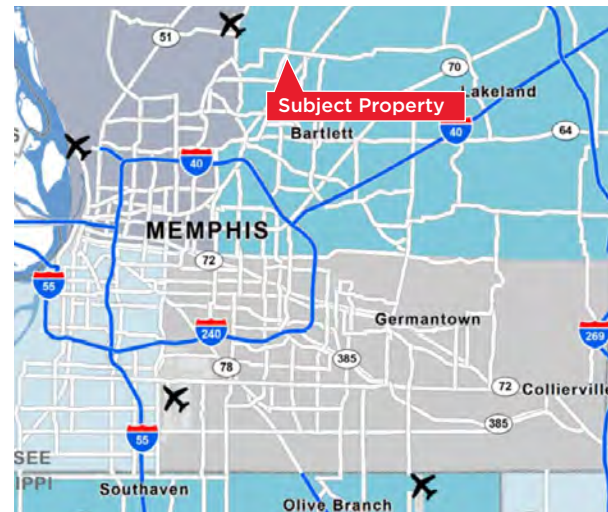 51
70
Subject Property
Lakeland
Bartlett
40
64
40
MEMPHIS
72
55
Germantown
240
269
385
78
72
Collierville
385
55
SEE
IPPI
Southaven
Olive Branch